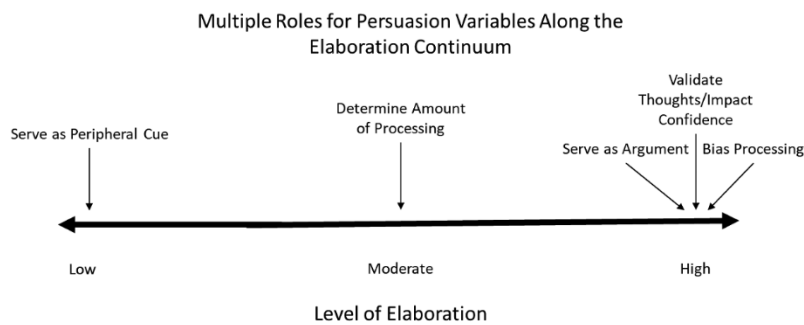 Multiple Roles for Persuasion Variables Along the
Elaboration Continuum
Validate
Thoughts/Impact
Confidence
Determine Amount
of Processing
Serve as Peripheral Cue
Serve as Argument
Bias Processing
Low
Moderate
High
Level of Elaboration